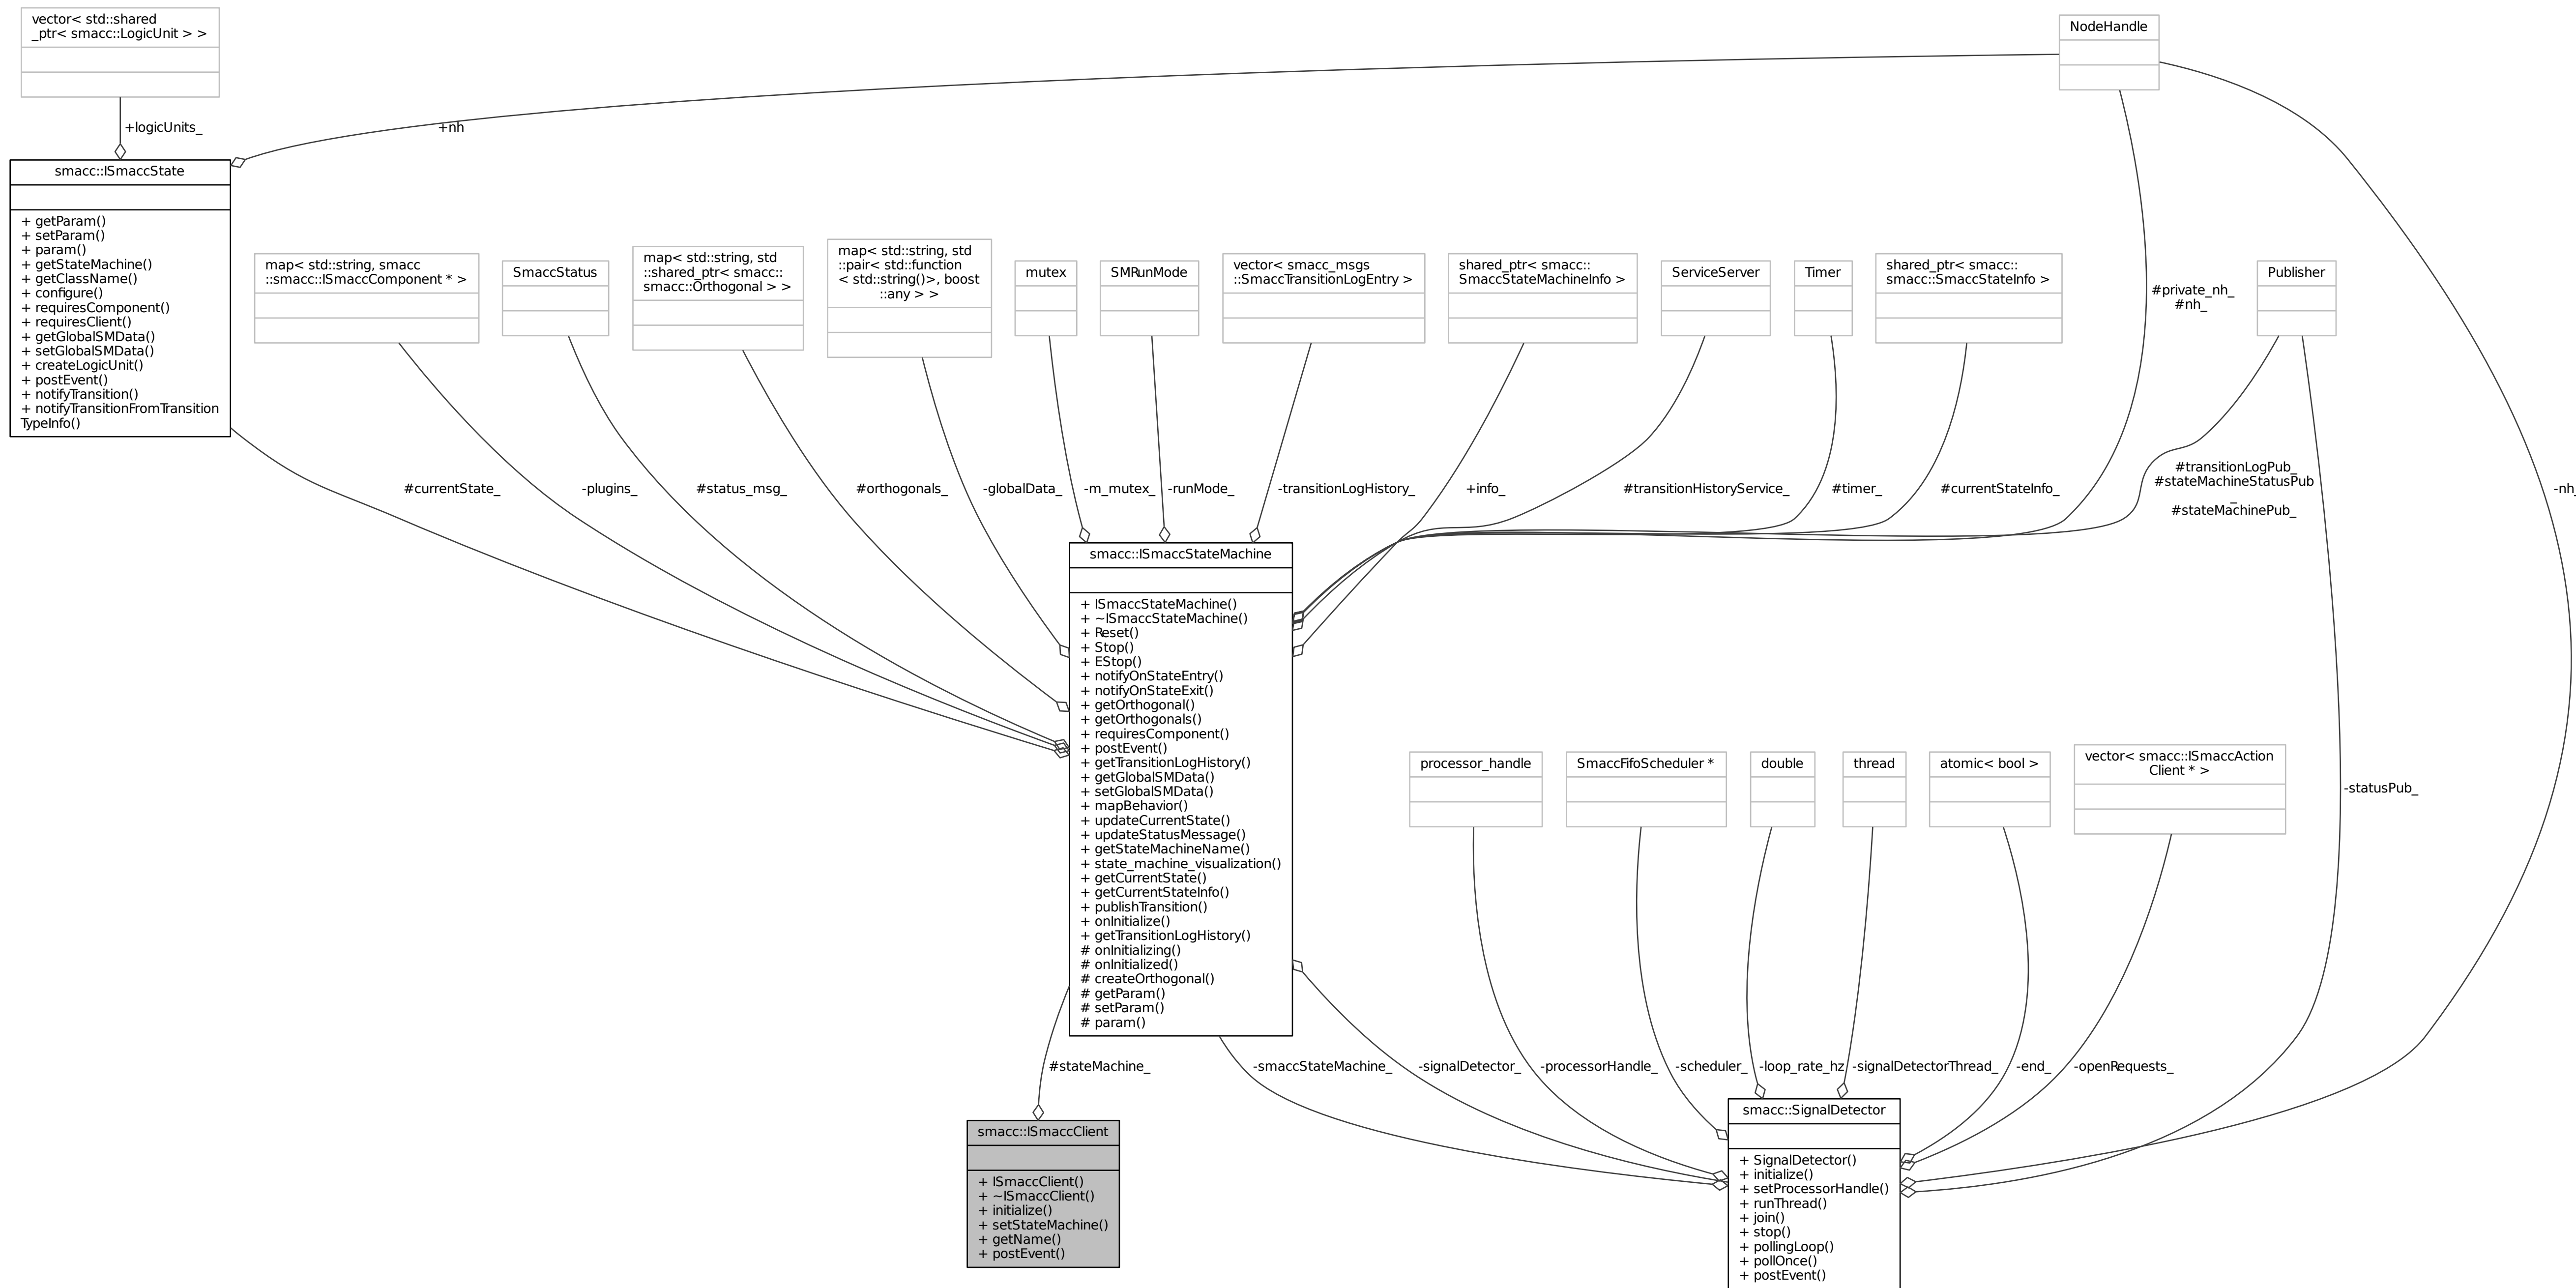 vector< std::shared
_ptr< smacc::LogicUnit > >
NodeHandle
+logicUnits_
+nh
smacc::ISmaccState
+ getParam()
+ setParam()
+ param()
+ getStateMachine()
+ getClassName()
+ configure()
+ requiresComponent()
+ requiresClient()
+ getGlobalSMData()
+ setGlobalSMData()
+ createLogicUnit()
+ postEvent()
+ notifyTransition()
+ notifyTransitionFromTransition
TypeInfo()
map< std::string, smacc
::smacc::ISmaccComponent * >
SmaccStatus
map< std::string, std
::shared_ptr< smacc::
smacc::Orthogonal > >
map< std::string, std
::pair< std::function
< std::string()>, boost
::any > >
mutex
SMRunMode
vector< smacc_msgs
::SmaccTransitionLogEntry >
shared_ptr< smacc::
SmaccStateMachineInfo >
ServiceServer
Timer
shared_ptr< smacc::
smacc::SmaccStateInfo >
#private_nh_
#nh_
Publisher
#currentState_
-plugins_
#status_msg_
#orthogonals_
-globalData_
-m_mutex_
-runMode_
-transitionLogHistory_
+info_
#transitionHistoryService_
#timer_
#currentStateInfo_
#transitionLogPub_
#stateMachineStatusPub
_
#stateMachinePub_
-nh_
smacc::ISmaccStateMachine
+ ISmaccStateMachine()
+ ~ISmaccStateMachine()
+ Reset()
+ Stop()
+ EStop()
+ notifyOnStateEntry()
+ notifyOnStateExit()
+ getOrthogonal()
+ getOrthogonals()
+ requiresComponent()
+ postEvent()
+ getTransitionLogHistory()
+ getGlobalSMData()
+ setGlobalSMData()
+ mapBehavior()
+ updateCurrentState()
+ updateStatusMessage()
+ getStateMachineName()
+ state_machine_visualization()
+ getCurrentState()
+ getCurrentStateInfo()
+ publishTransition()
+ onInitialize()
+ getTransitionLogHistory()
# onInitializing()
# onInitialized()
# createOrthogonal()
# getParam()
# setParam()
# param()
processor_handle
SmaccFifoScheduler *
double
thread
atomic< bool >
vector< smacc::ISmaccAction
Client * >
-statusPub_
#stateMachine_
-smaccStateMachine_
-signalDetector_
-processorHandle_
-scheduler_
-loop_rate_hz
-signalDetectorThread_
-end_
-openRequests_
smacc::ISmaccClient
+ ISmaccClient()
+ ~ISmaccClient()
+ initialize()
+ setStateMachine()
+ getName()
+ postEvent()
smacc::SignalDetector
+ SignalDetector()
+ initialize()
+ setProcessorHandle()
+ runThread()
+ join()
+ stop()
+ pollingLoop()
+ pollOnce()
+ postEvent()